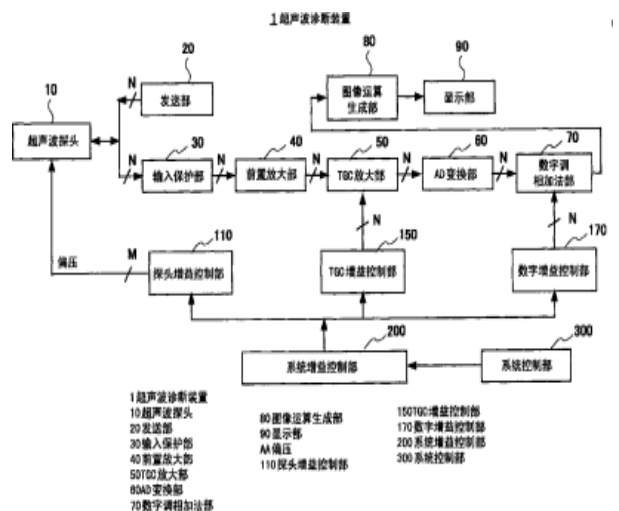 1超声波诊断装置
80
90
20
10
N
图像运算
生成部
显示部
发送部
超声波探头
30
40
50
60
70
N
N
N
N
N
N
输入保护部
前置放大部
TGC放大部
AD变换部
数字调
相加法部
N
N
110
150
170
偏压
M
探头增益控制部
TGC增益控制部
数字增益控制部
200
300
系统增益控制部
系统控制部
1超声波诊断装置
10超声波探头
20发送部
30输入保护部
40前置放大部
50TGC放大部
60AD变换部
70数字调相加法部
80图像运算生成部
90显示部
AA偏压
110探头增益控制部
150TGC增益控制部
170数字增益控制部
200系统增益控制部
300系统控制部